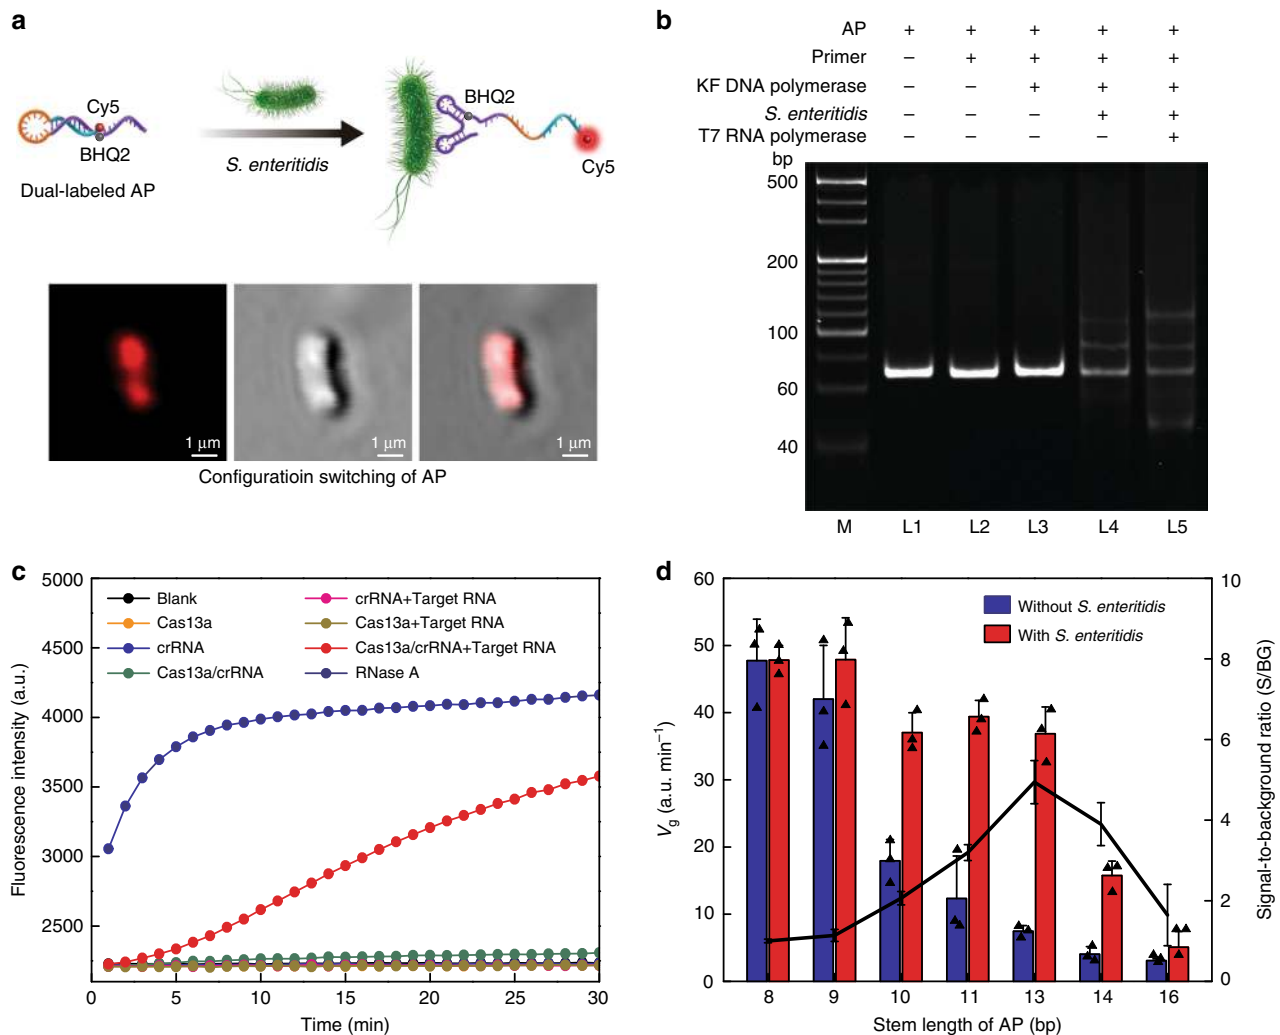 a
Cy5
BHQ2
Dual-labeled AP
S. enteritidis
BHQ2
Cy5
1 μm
1 μm
1 μm
Configuratioin switching of AP
b
AP + + + + +
Primer – + + + +
KF DNA polymerase – – + + +
S. enteritidis – – – + +
T7 RNA polymerase – – – – +
bp
500
200
100
60
40
M L1 L2 L3 L4 L5
c
Fluorescence intensity (a.u.)
5000
4500
4000
3500
3000
2500
Blank
Cas13a
crRNA
Cas13a/crRNA
crRNA+Target RNA
Cas13a+Target RNA
Cas13a/crRNA+Target RNA
RNase A
0 5 10 15 20 25 30
Time (min)
d
Vg (a.u. min−1)
60
50
40
30
20
10
0
Without S. enteritidis
With S. enteritidis
10
8
6
4
2
0
Signal-to-background ratio (S/BG)
8 9 10 11 13 14 16
Stem length of AP (bp)